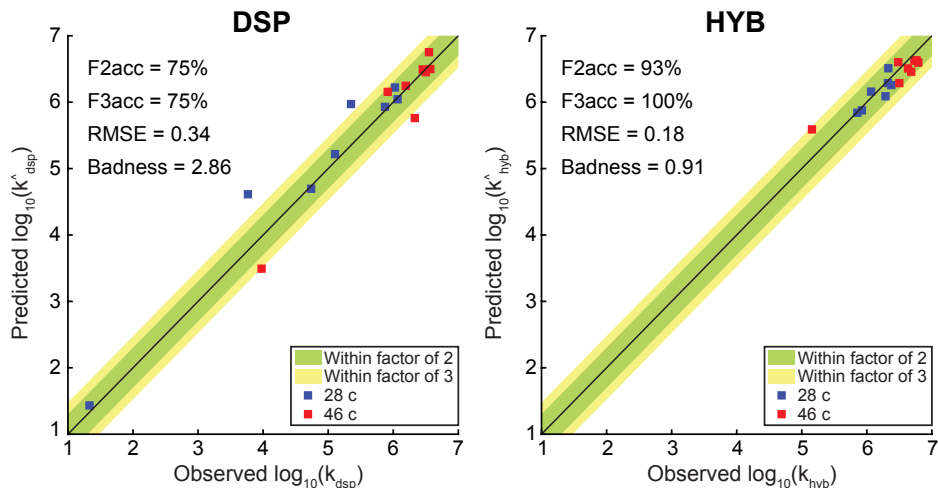 DSP
F2acc = 75%
F3acc = 75%
RMSE = 0.34
Badness = 2.86
Predicted log10(k^dsp)
7
6
5
4
3
2
1
1 2 3 4 5 6 7
Observed log10(kdsp)
Within factor of 2
Within factor of 3
28 c
46 c
HYB
F2acc = 93%
F3acc = 100%
RMSE = 0.18
Badness = 0.91
Predicted log10(k^hyb)
7
6
5
4
3
2
1
1 2 3 4 5 6 7
Observed log10(khyb)
Within factor of 2
Within factor of 3
28 c
46 c